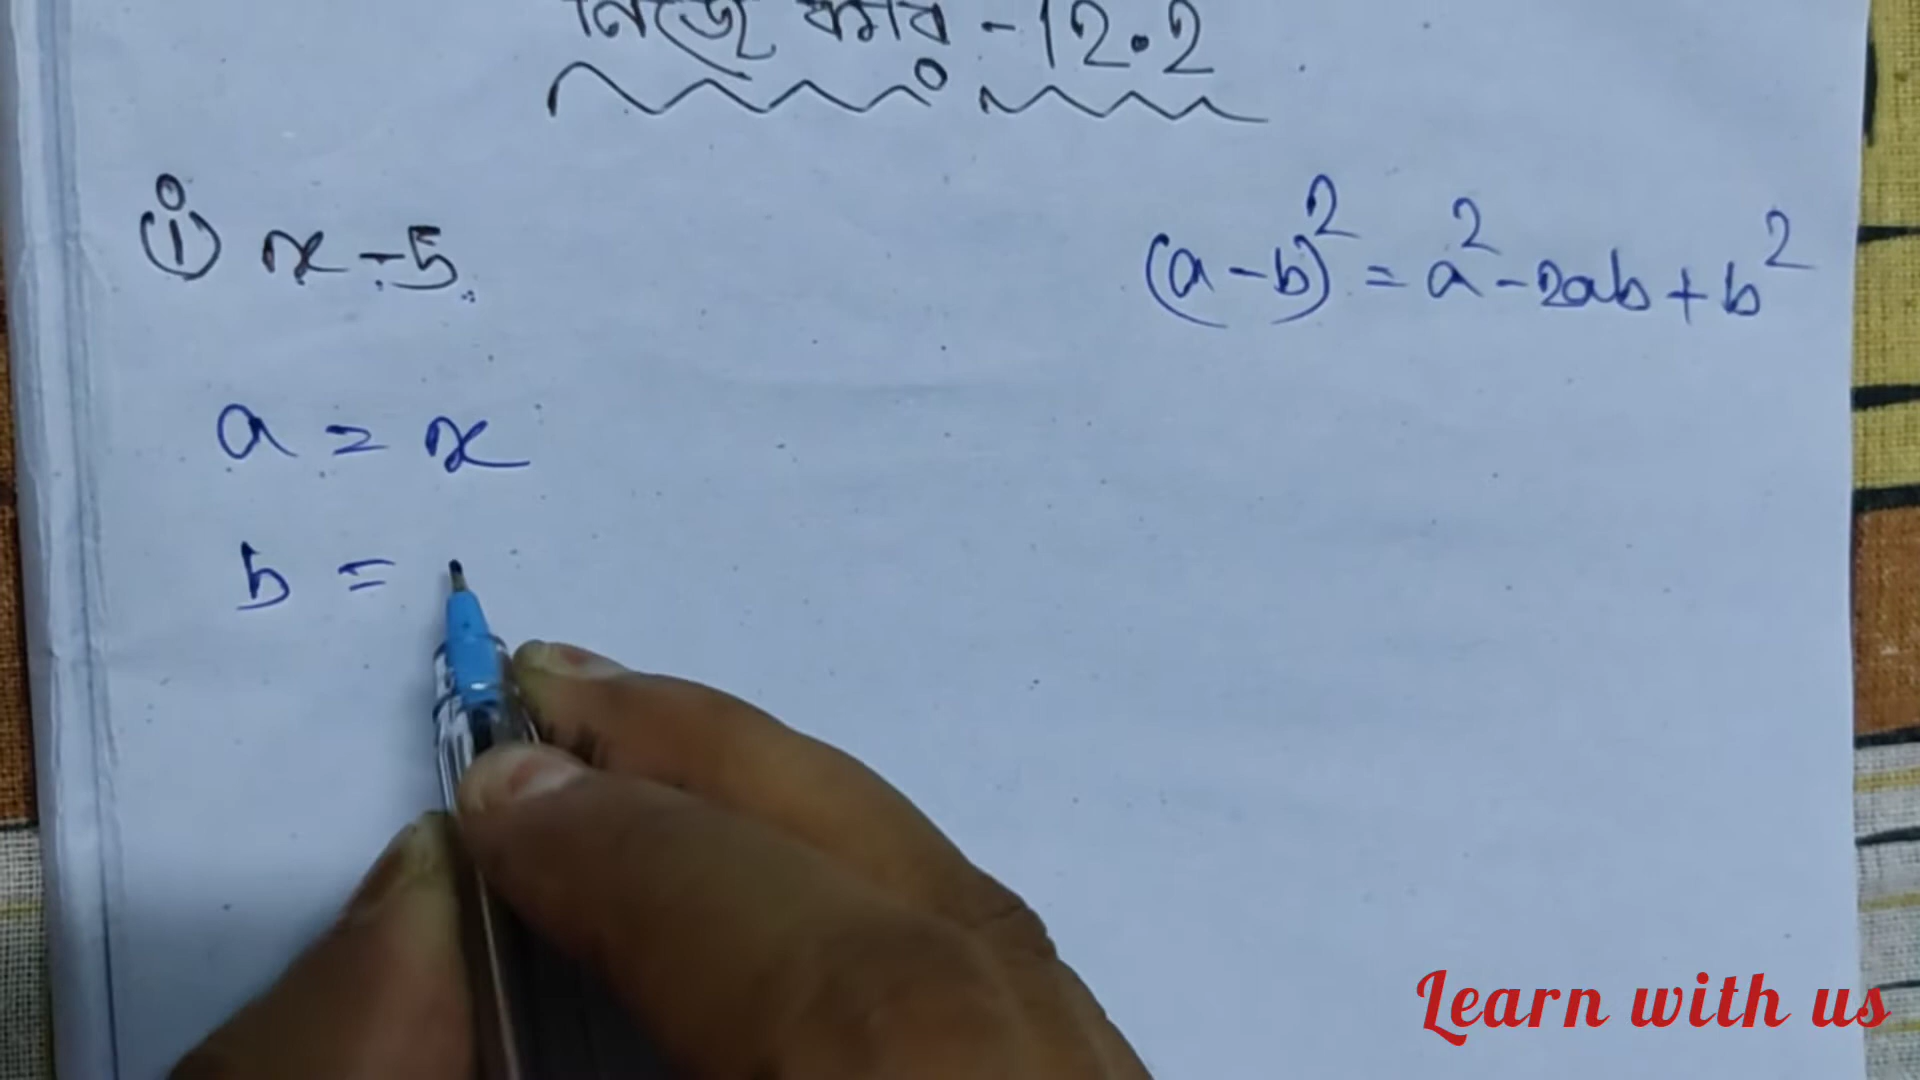 নিজে করি - 12.2
(i) x - 5
(a - b)² = a² - 2ab + b²
a = x
b =
Learn with us